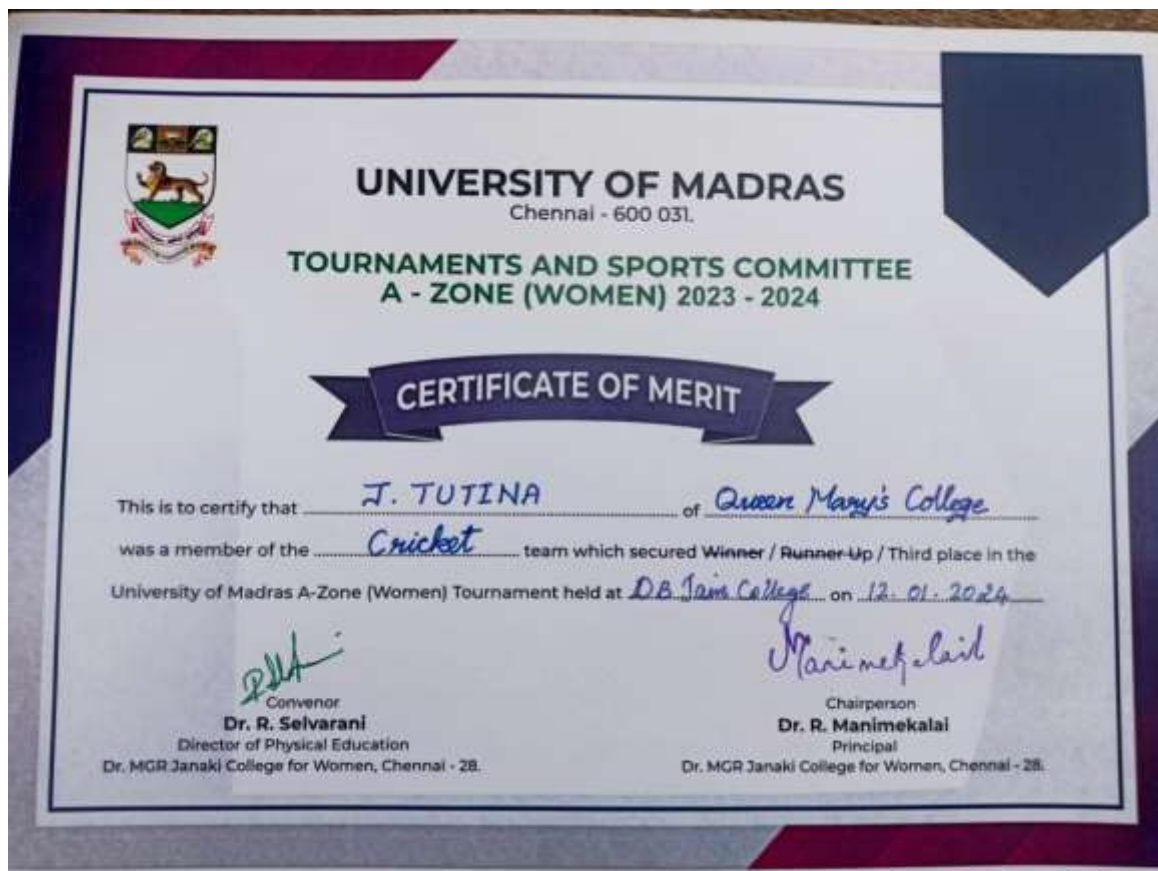 UNIVERSITY OF MADRAS
Chennai - 600 031.
TOURNAMENTS AND SPORTS COMMITTEE
A - ZONE (WOMEN) 2023 - 2024
CERTIFICATE OF MERIT
This is to certify that J. TUTINA of Queen Mary's College
was a member of the Cricket team which secured Winner / Runner Up / Third place in the
University of Madras A-Zone (Women) Tournament held at DB Jain College on 12.01.2024
Manimekalai
Convenor
Dr. R. Selvarani
Director of Physical Education
Dr. MGR Janaki College for Women, Chennai - 28.
Chairperson
Dr. R. Manimekalai
Principal
Dr. MGR Janaki College for Women, Chennai - 28.